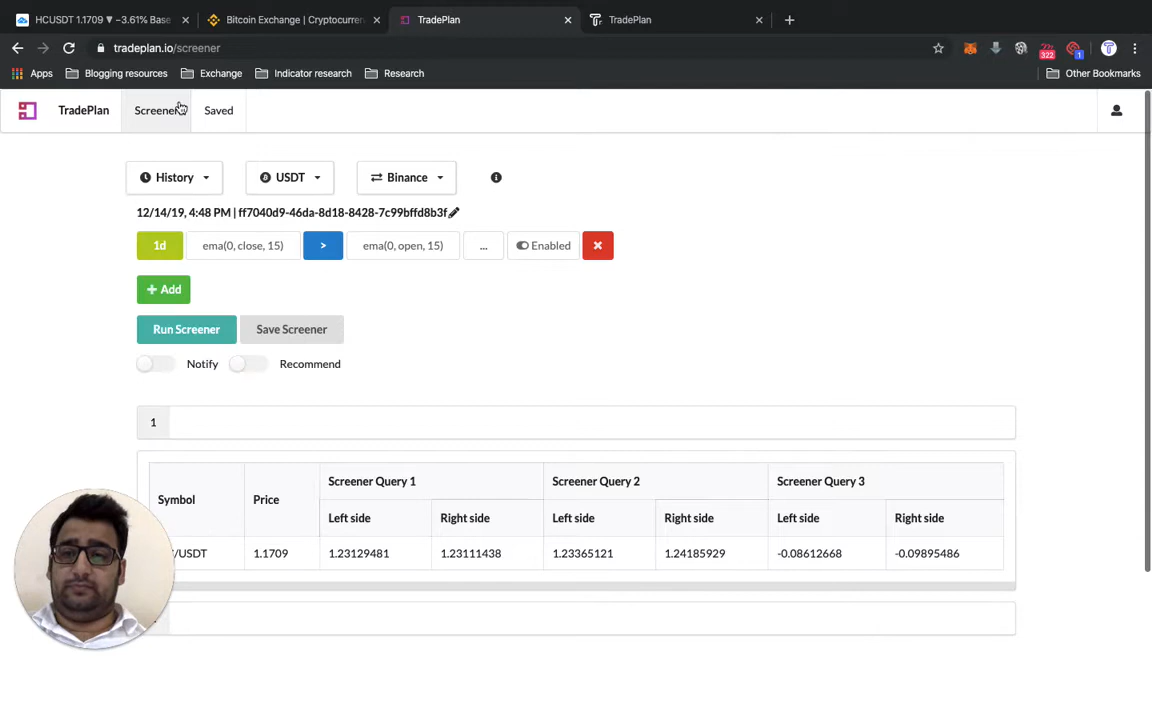 HCUSDT 1.1709 ▼ −3.61% Base
Bitcoin Exchange | Cryptocurren
TradePlan
TradePlan
tradeplan.io/screener
322
1
Apps
Blogging resources
Exchange
Indicator research
Research
Other Bookmarks
TradePlan
Screener
Saved
History
USDT
Binance
12/14/19, 4:48 PM | ff7040d9-46da-8d18-8428-7c99bffd8b3f
1d
ema(0, close, 15)
>
ema(0, open, 15)
...
Enabled
+ Add
Run Screener
Save Screener
Notify
Recommend
1
Symbol
Price
Screener Query 1
Screener Query 2
Screener Query 3
Left side
Right side
Left side
Right side
Left side
Right side
/USDT
1.1709
1.23129481
1.23111438
1.23365121
1.24185929
-0.08612668
-0.09895486